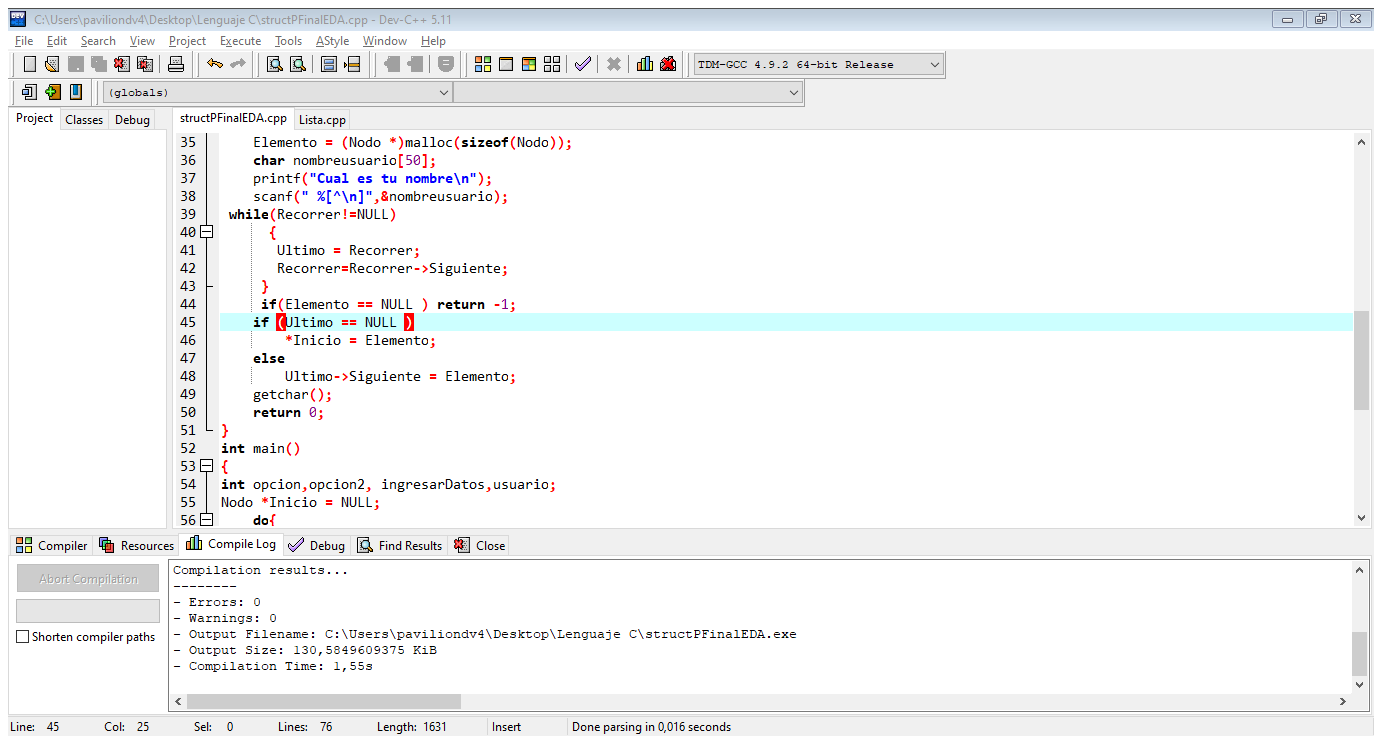 C:\Users\paviliondv4\Desktop\Lenguaje C\structPFinalEDA.cpp - Dev-C++ 5.11
File Edit Search View Project Execute Tools AStyle Window Help
TDM-GCC 4.9.2 64-bit Release
(globals)
Project Classes Debug
structPFinalEDA.cpp Lista.cpp
35 Elemento = (Nodo *)malloc(sizeof(Nodo));
36 char nombreusuario[50];
37 printf("Cual es tu nombre\n");
38 scanf(" %[^\n]",&nombreusuario);
39 while(Recorrer!=NULL)
40 {
41 Ultimo = Recorrer;
42 Recorrer=Recorrer->Siguiente;
43 }
44 if(Elemento == NULL ) return -1;
45 if (Ultimo == NULL )
46 *Inicio = Elemento;
47 else
48 Ultimo->Siguiente = Elemento;
49 getchar();
50 return 0;
51 }
52 int main()
53 {
54 int opcion,opcion2, ingresarDatos,usuario;
55 Nodo *Inicio = NULL;
56 do{
Compiler Resources Compile Log Debug Find Results Close
Abort Compilation
Shorten compiler paths
Compilation results...
--------
- Errors: 0
- Warnings: 0
- Output Filename: C:\Users\paviliondv4\Desktop\Lenguaje C\structPFinalEDA.exe
- Output Size: 130,5849609375 KiB
- Compilation Time: 1,55s
Line: 45 Col: 25 Sel: 0 Lines: 76 Length: 1631 Insert Done parsing in 0,016 seconds